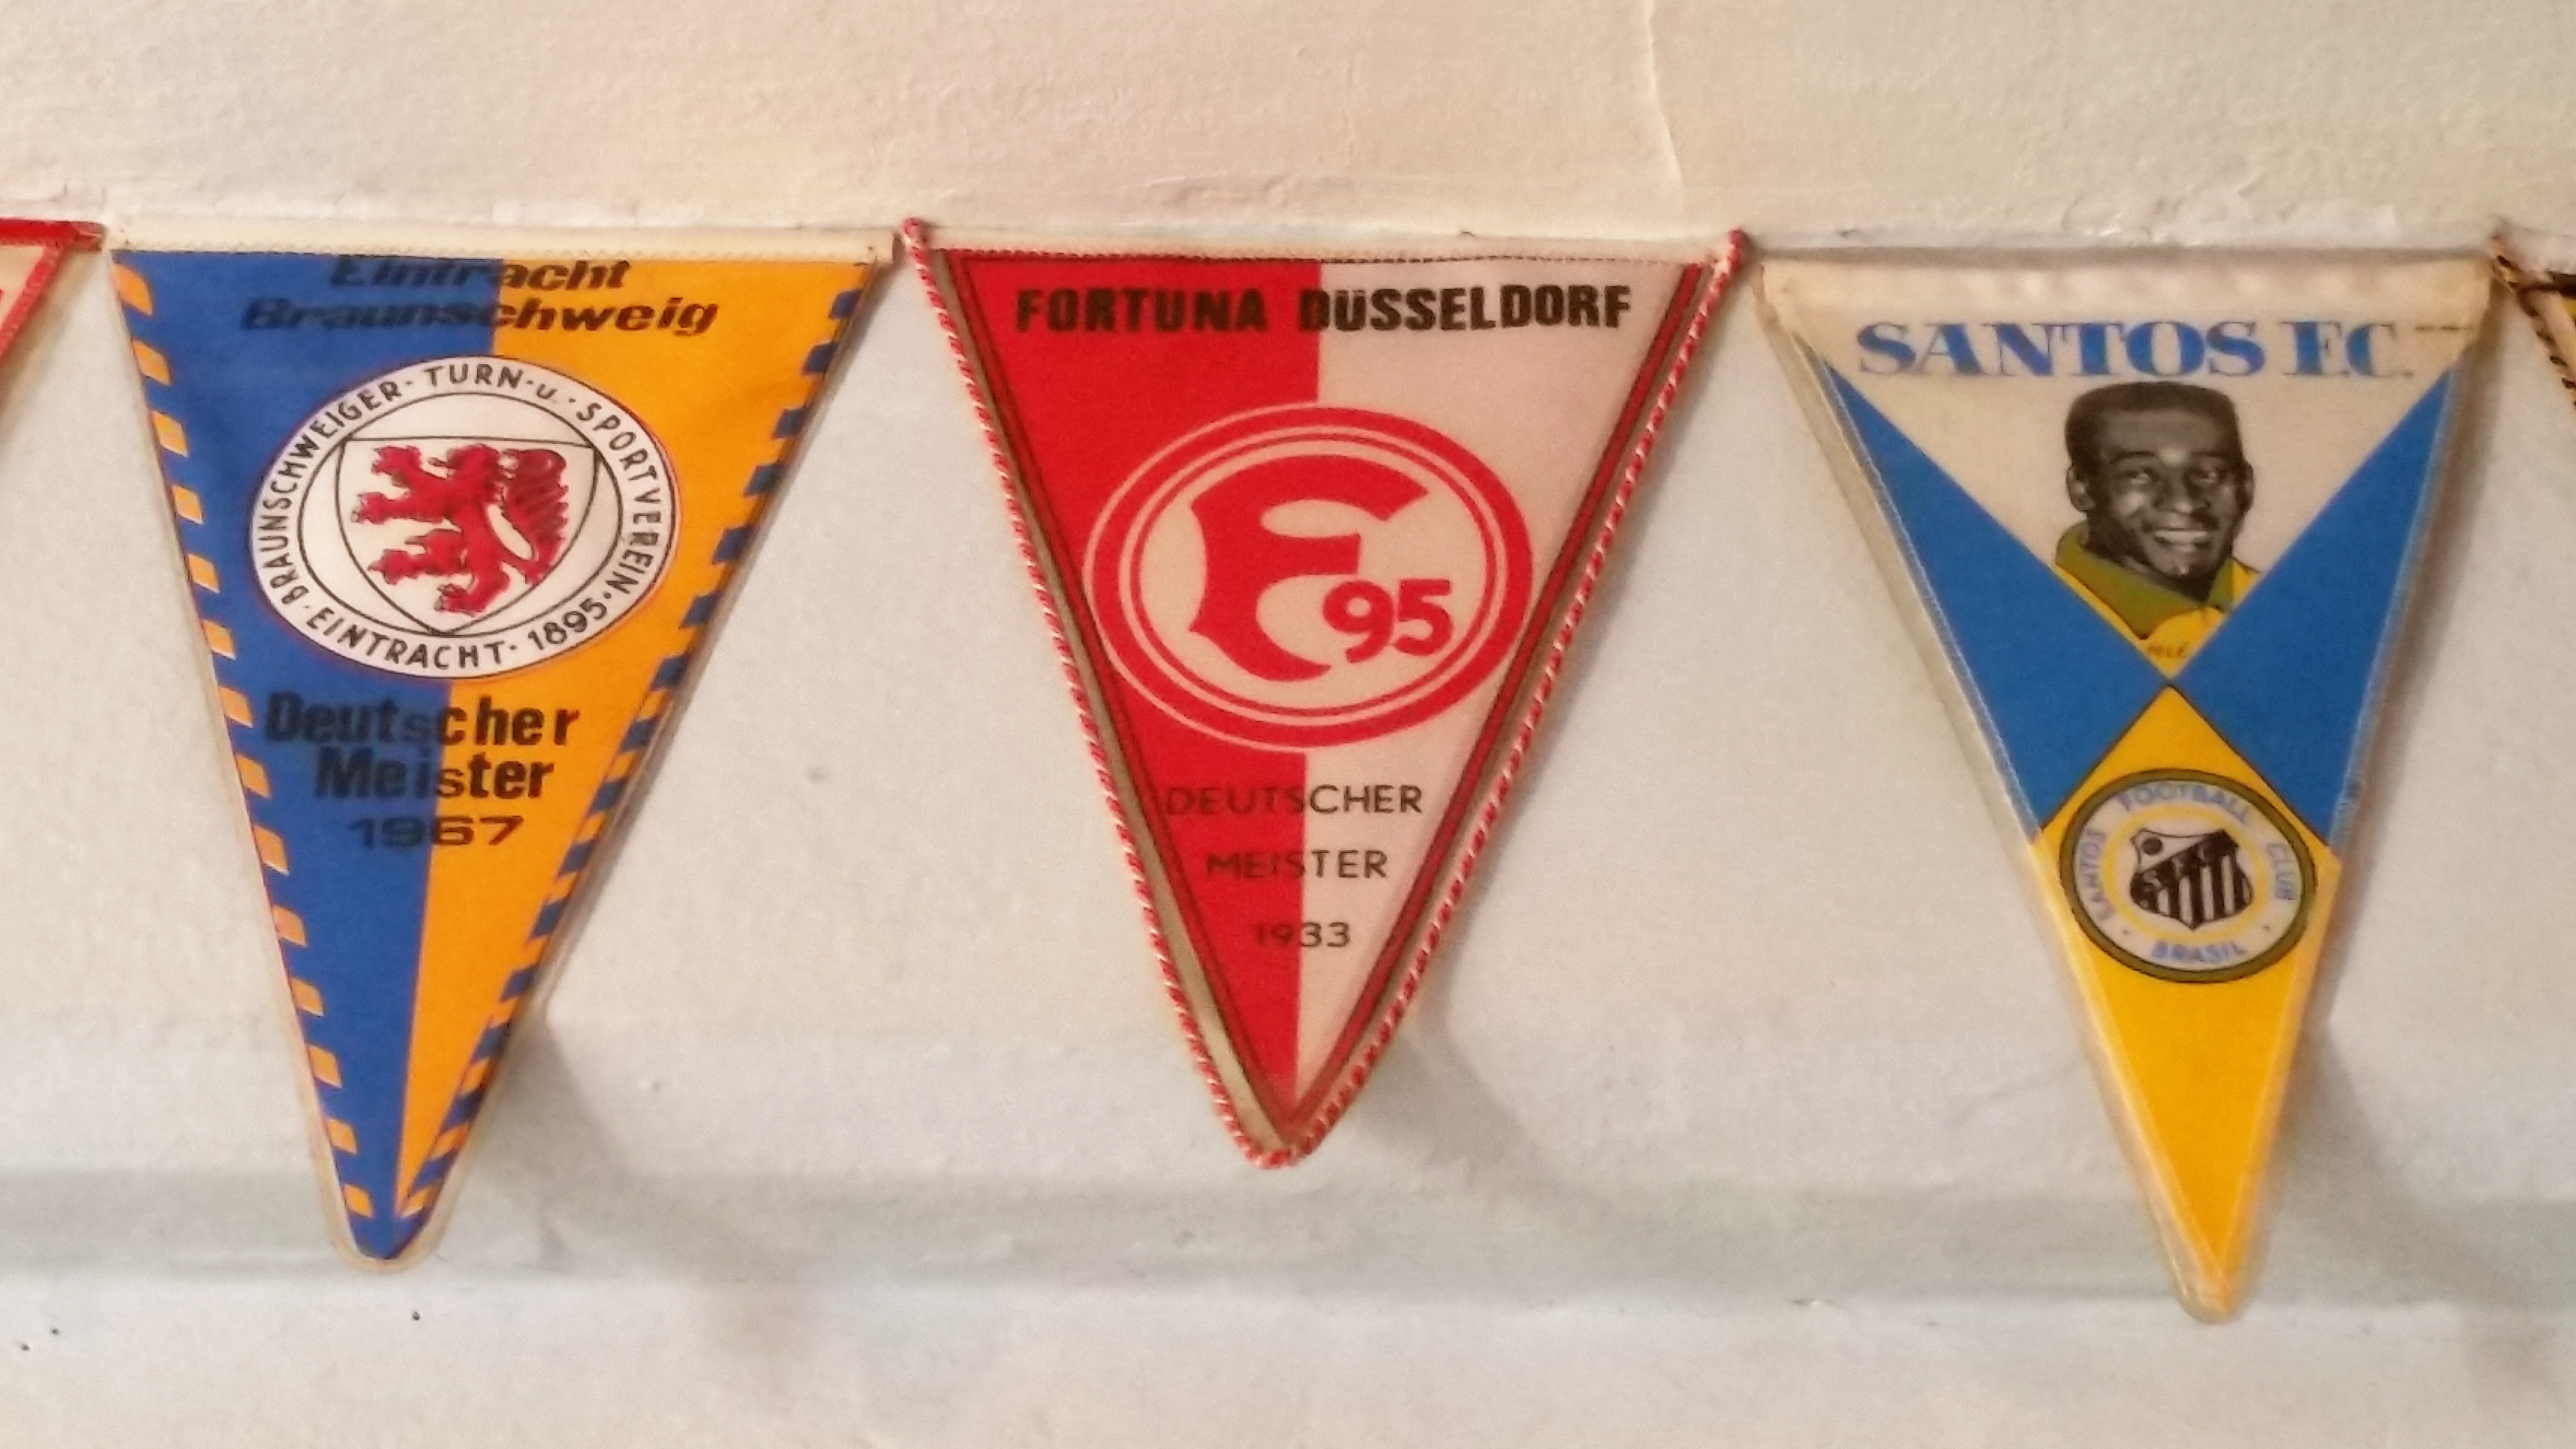 Eintracht
Braunschweig
BRAUNSCHWEIGER · TURN- u. · SPORTVEREIN ·
· EINTRACHT · 1895 ·
Deutscher
Meister
1967
FORTUNA DÜSSELDORF
F95
DEUTSCHER
MEISTER
1933
SANTOS F.C.
SANTOS FOOTBALL CLUB
· BRASIL ·